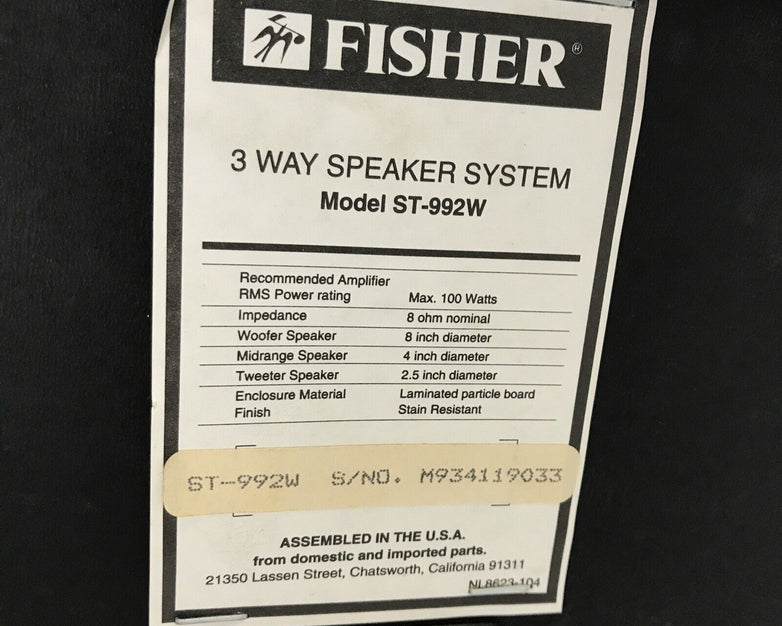 FISHER®
3 WAY SPEAKER SYSTEM
Model ST-992W
Recommended Amplifier
RMS Power rating Max. 100 Watts
Impedance 8 ohm nominal
Woofer Speaker 8 inch diameter
Midrange Speaker 4 inch diameter
Tweeter Speaker 2.5 inch diameter
Enclosure Material Laminated particle board
Finish Stain Resistant
ST-992W S/NO. M934119033
ASSEMBLED IN THE U.S.A.
from domestic and imported parts.
21350 Lassen Street, Chatsworth, California 91311
NL8623-104